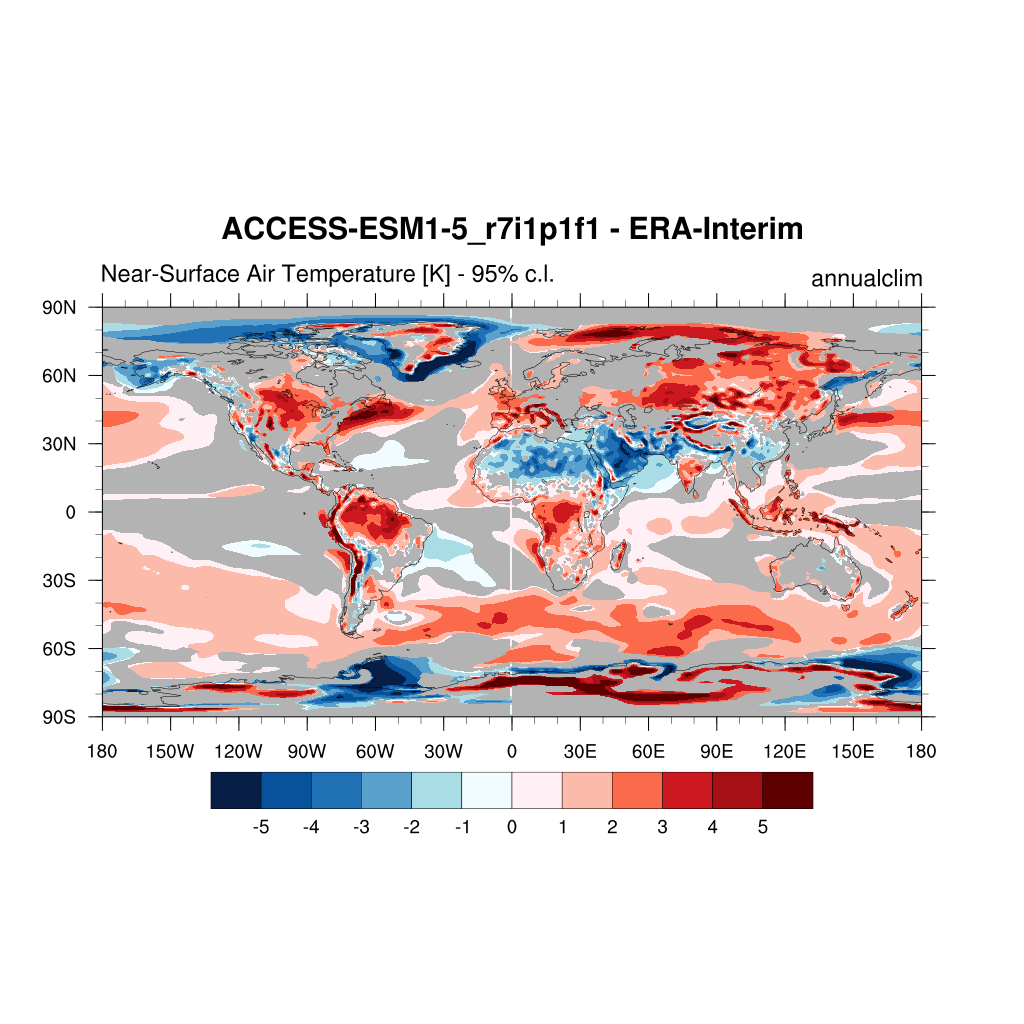 ACCESS-ESM1-5_r7i1p1f1 - ERA-Interim
Near-Surface Air Temperature [K] - 95% c.l.
annualclim
90N
60N
30N
0
30S
60S
90S
180 150W 120W 90W 60W 30W 0 30E 60E 90E 120E 150E 180
-5 -4 -3 -2 -1 0 1 2 3 4 5